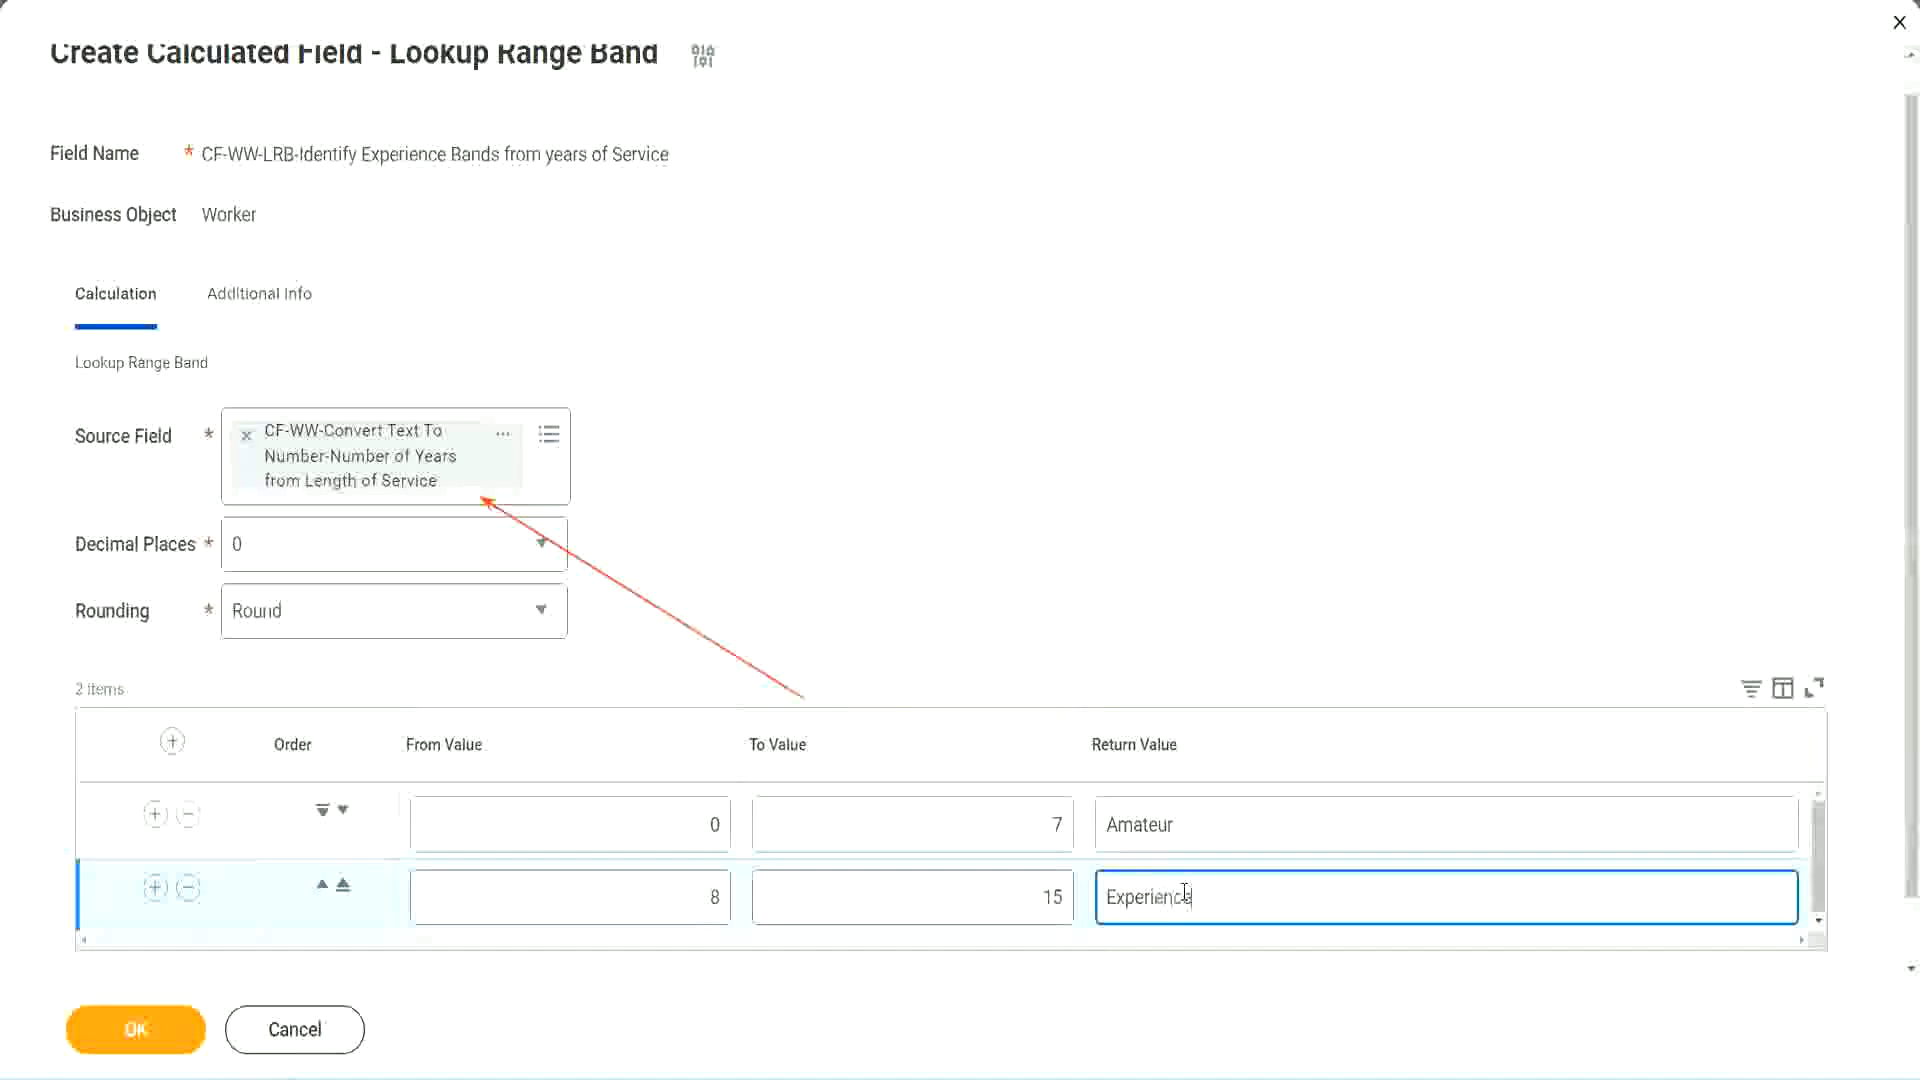 Create Calculated Field - Lookup Range Band
Field Name * CF-WW-LRB-Identify Experience Bands from years of Service
Business Object Worker
Calculation Additional Info
Lookup Range Band
Source Field * CF-WW-Convert Text To
Number-Number of Years
from Length of Service
Decimal Places * 0
Rounding * Round
2 items
Order From Value To Value Return Value
0 7 Amateur
8 15 Experience
OK Cancel